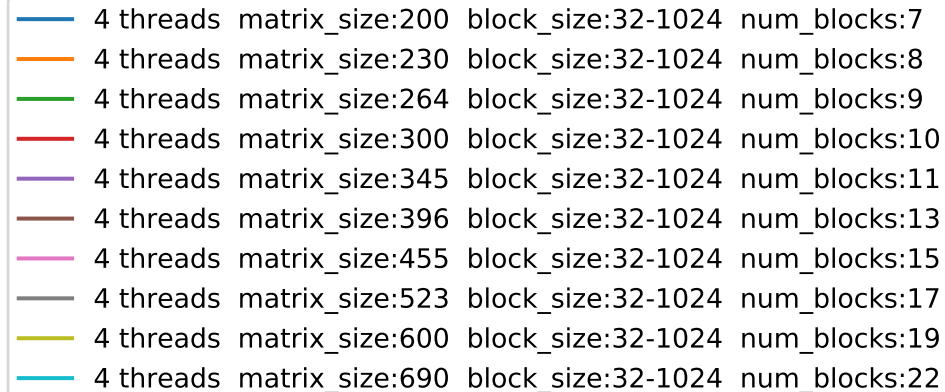 4 threads matrix_size:200 block_size:32-1024 num_blocks:7
4 threads matrix_size:230 block_size:32-1024 num_blocks:8
4 threads matrix_size:264 block_size:32-1024 num_blocks:9
4 threads matrix_size:300 block_size:32-1024 num_blocks:10
4 threads matrix_size:345 block_size:32-1024 num_blocks:11
4 threads matrix_size:396 block_size:32-1024 num_blocks:13
4 threads matrix_size:455 block_size:32-1024 num_blocks:15
4 threads matrix_size:523 block_size:32-1024 num_blocks:17
4 threads matrix_size:600 block_size:32-1024 num_blocks:19
4 threads matrix_size:690 block_size:32-1024 num_blocks:22